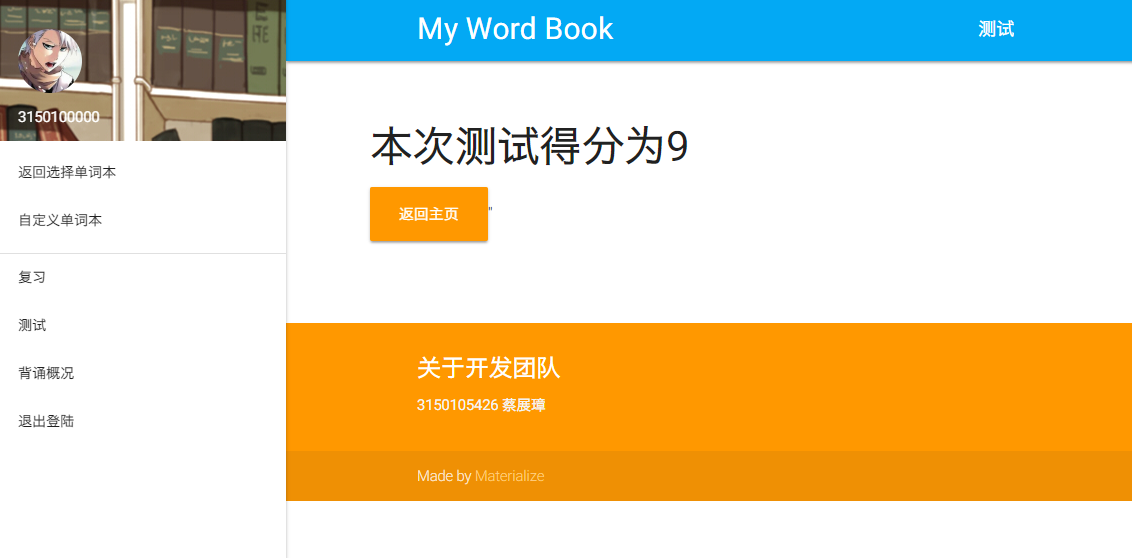 My Word Book
测试
3150100000
返回选择单词本
自定义单词本
复习
测试
背诵概况
退出登陆
本次测试得分为9
返回主页"
关于开发团队
3150105426 蔡展璋
Made by Materialize